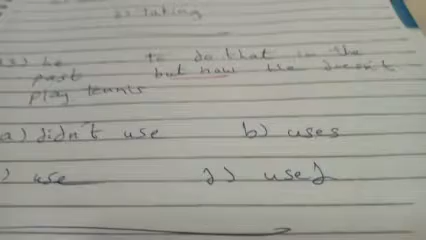 2) taking
he to do that in the
past but now he doesn't
play tennis
a) didn't use b) uses
) use d) used